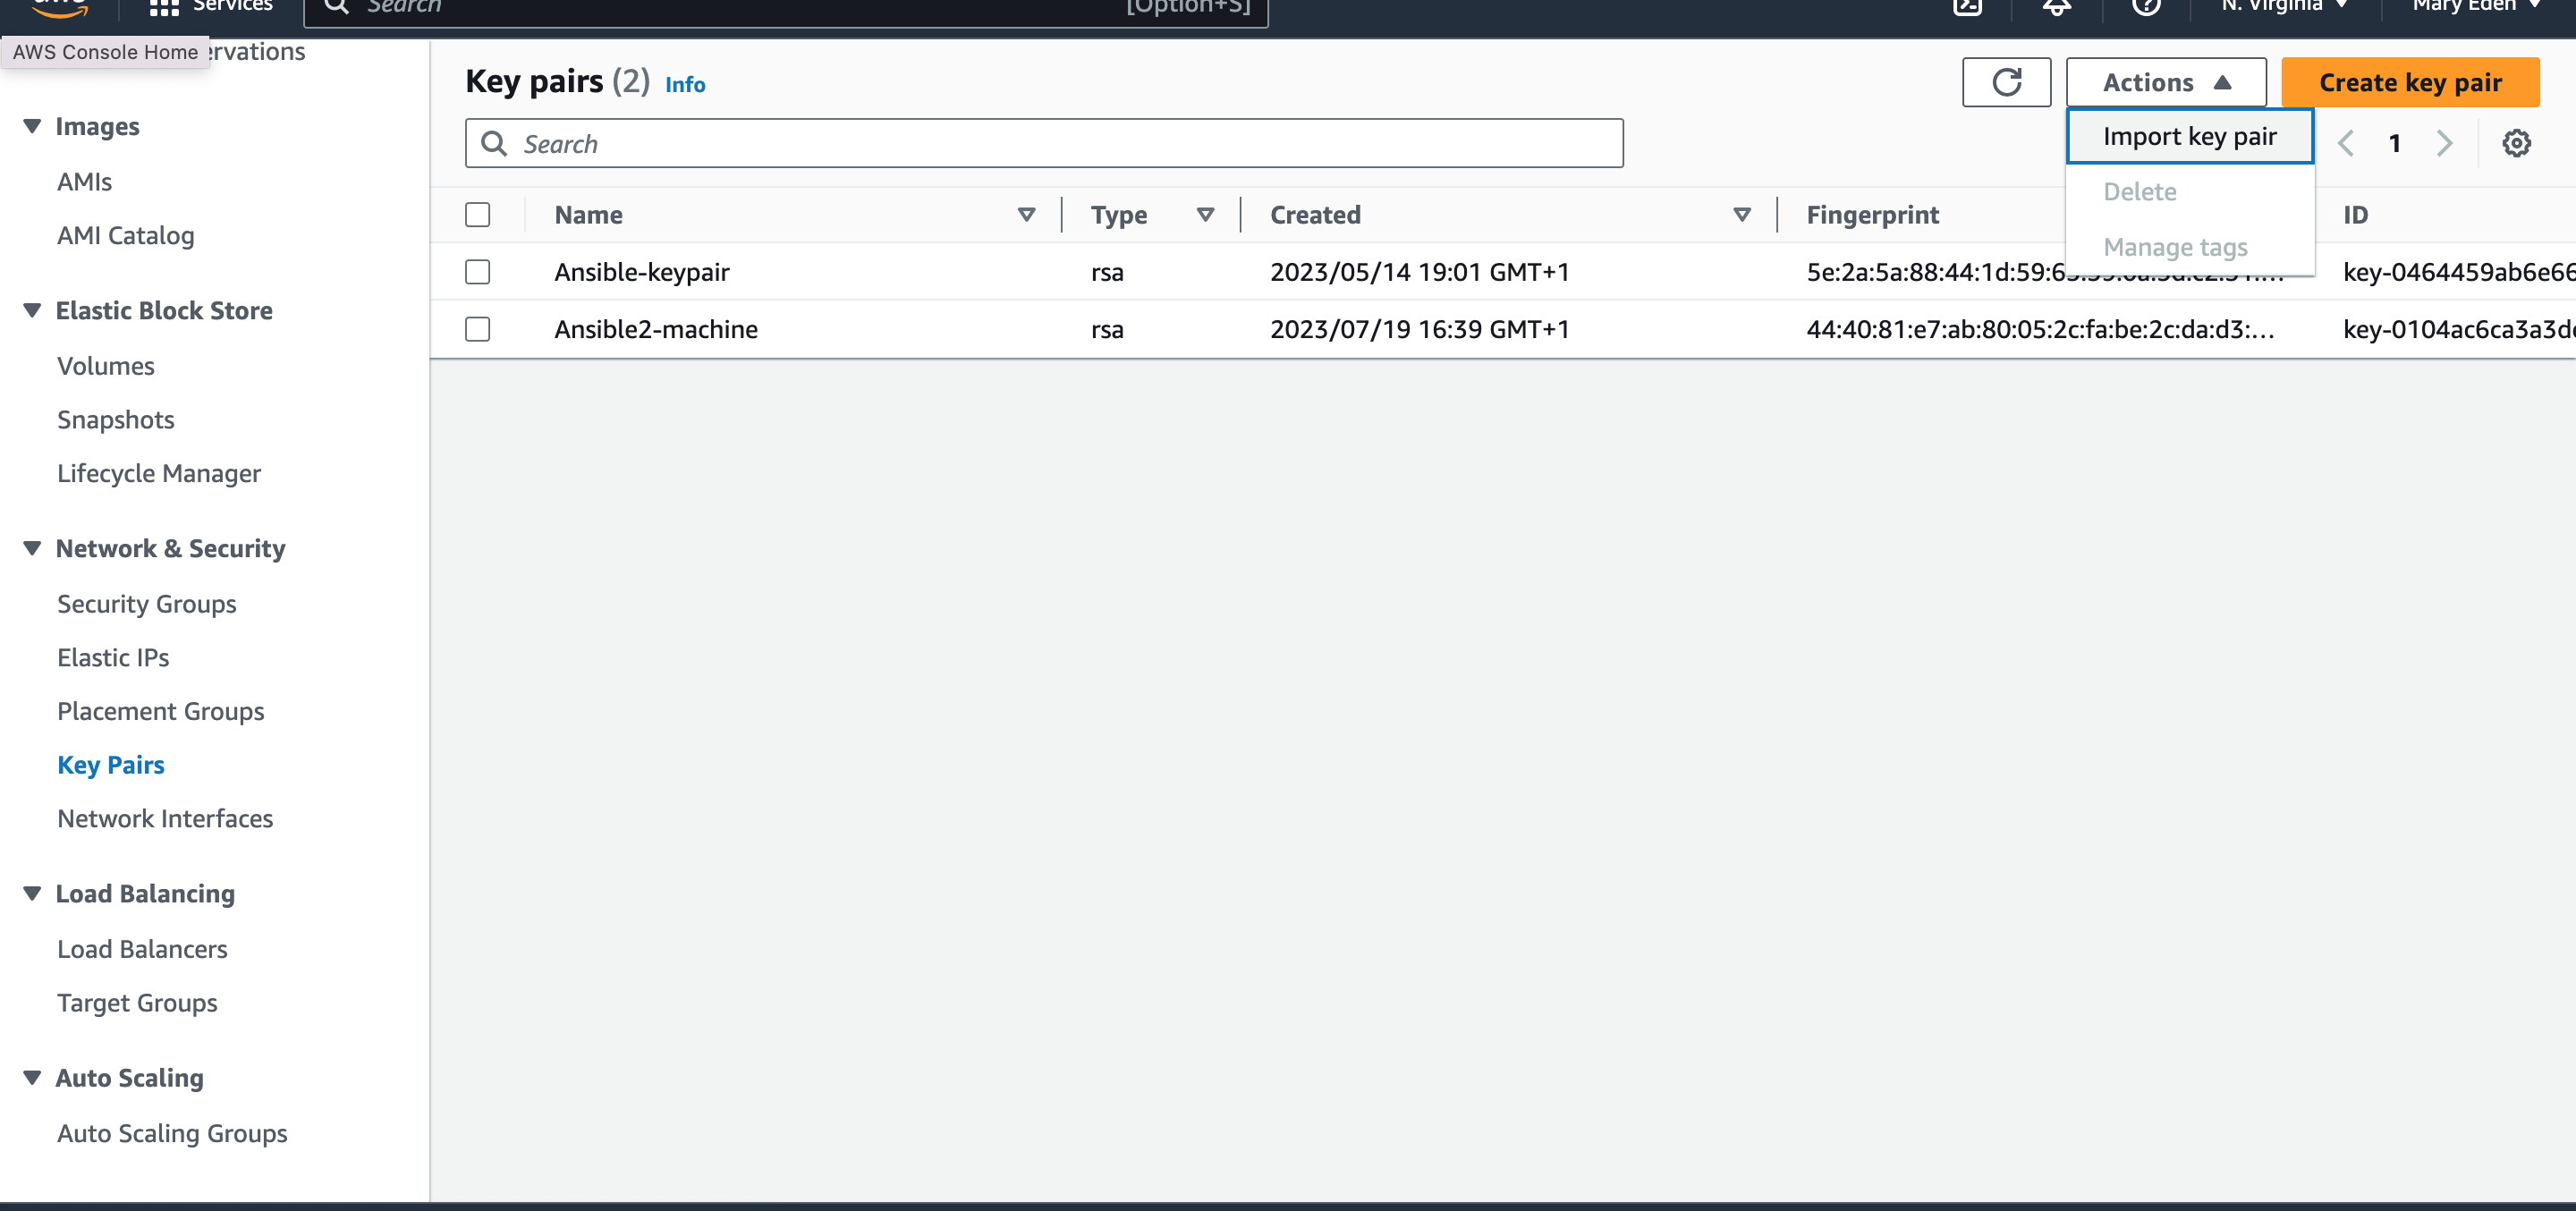 aws
Services
Search
[Option+S]
N. Virginia
Mary Eden
AWS Console Home
ervations
Images
AMIs
AMI Catalog
Elastic Block Store
Volumes
Snapshots
Lifecycle Manager
Network & Security
Security Groups
Elastic IPs
Placement Groups
Key Pairs
Network Interfaces
Load Balancing
Load Balancers
Target Groups
Auto Scaling
Auto Scaling Groups
Key pairs (2) Info
Actions
Create key pair
Search
Import key pair
1
Delete
Manage tags
Name Type Created Fingerprint ID
Ansible-keypair rsa 2023/05/14 19:01 GMT+1 5e:2a:5a:88:44:1d:59:6 key-0464459ab6e66
Ansible2-machine rsa 2023/07/19 16:39 GMT+1 44:40:81:e7:ab:80:05:2c:fa:be:2c:da:d3:... key-0104ac6ca3a3d